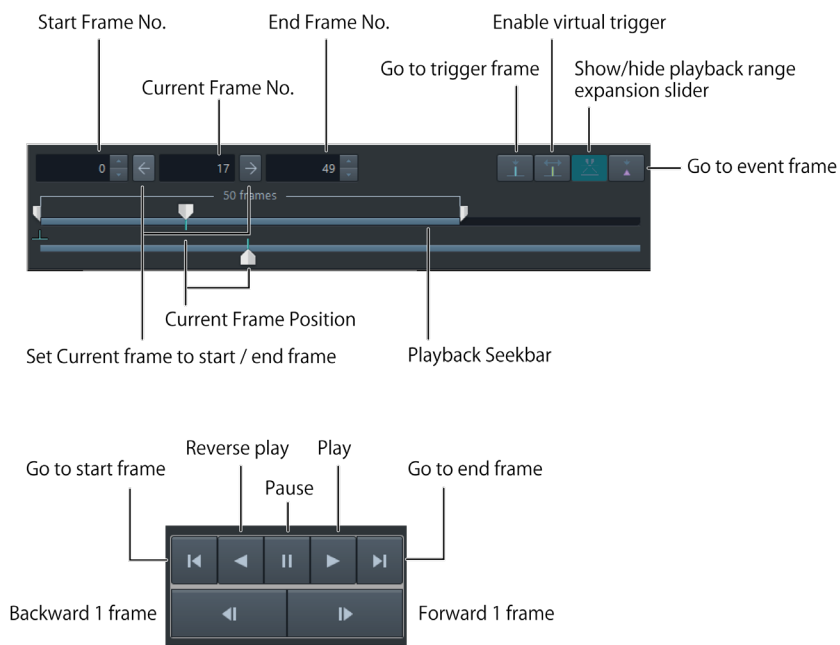 Start Frame No.
End Frame No.
Enable virtual trigger
Go to trigger frame
Show/hide playback range
expansion slider
Current Frame No.
0
17
49
Go to event frame
50 frames
Current Frame Position
Set Current frame to start / end frame
Playback Seekbar
Reverse play
Play
Go to start frame
Go to end frame
Pause
Backward 1 frame
Forward 1 frame